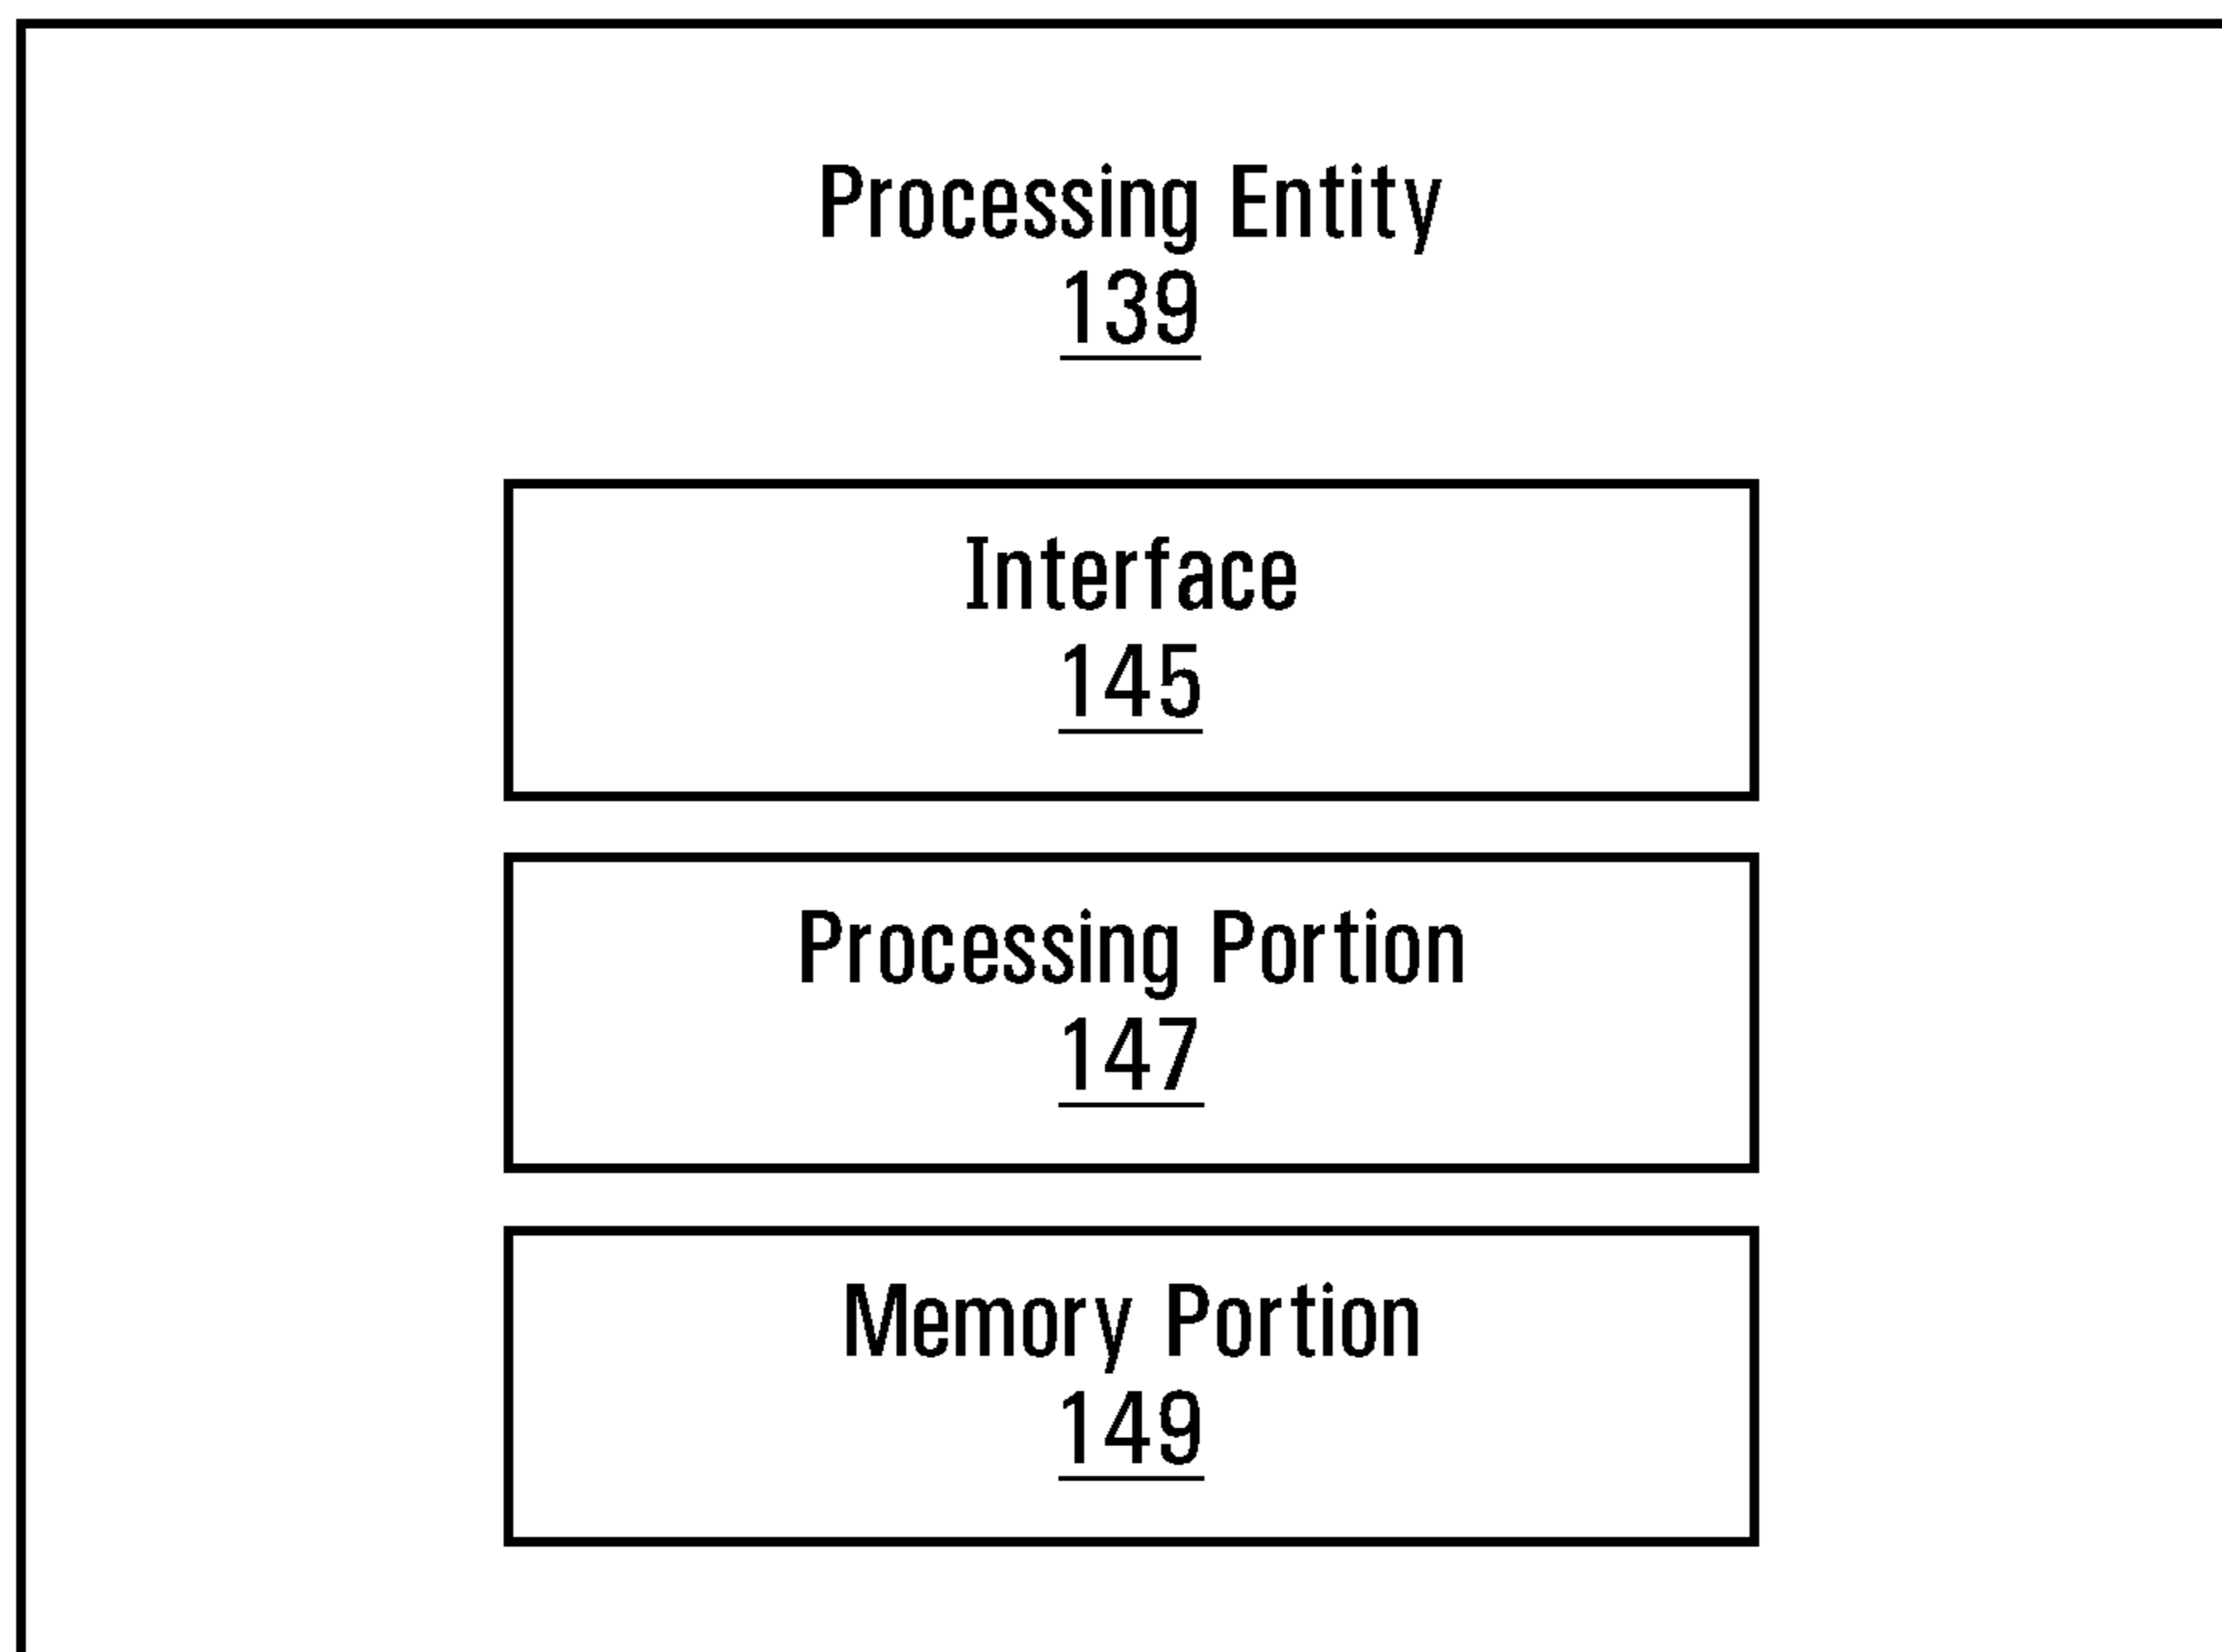 Processing Entity
139
Interface
145
Processing Portion
147
Memory Portion
149